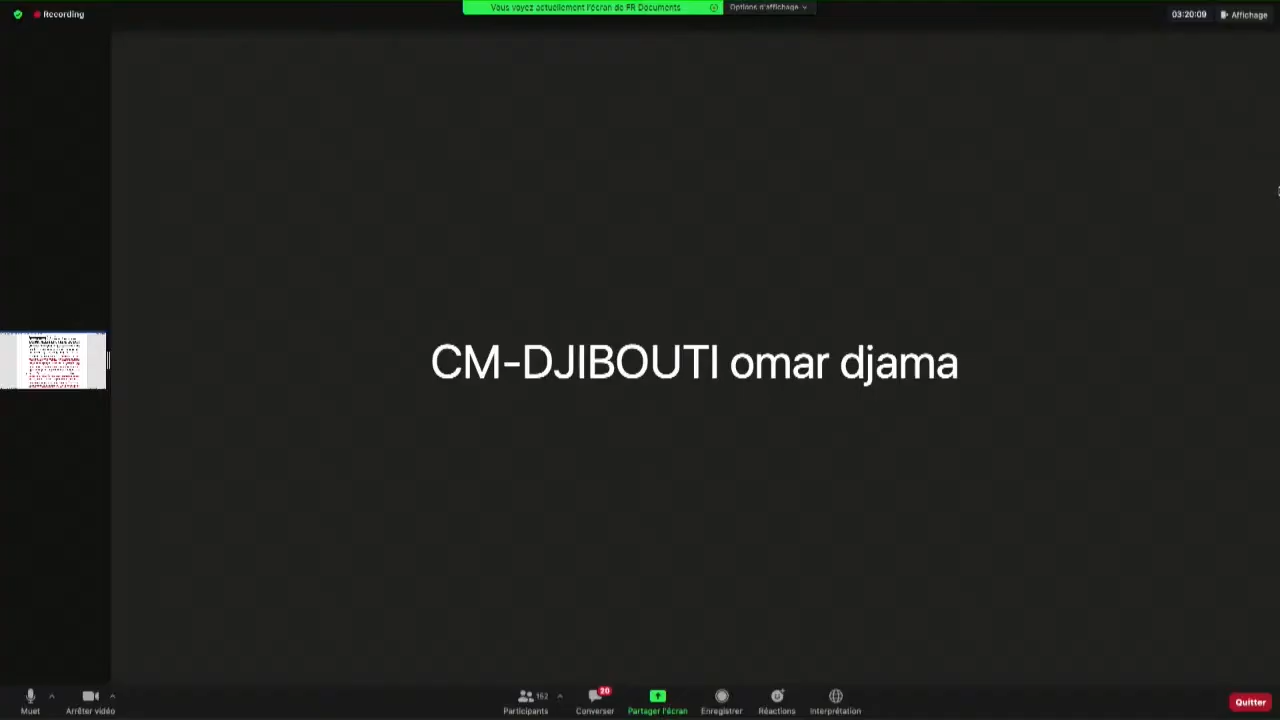 Recording
Vous voyez actuellement l'écran de FR Documents
Options d'affichage
03:20:09
Affichage
CM-DJIBOUTI omar djama
Muet
Arrêter vidéo
Participants
152
Converser
20
Partager l'écran
Enregistrer
Réactions
Interprétation
Quitter